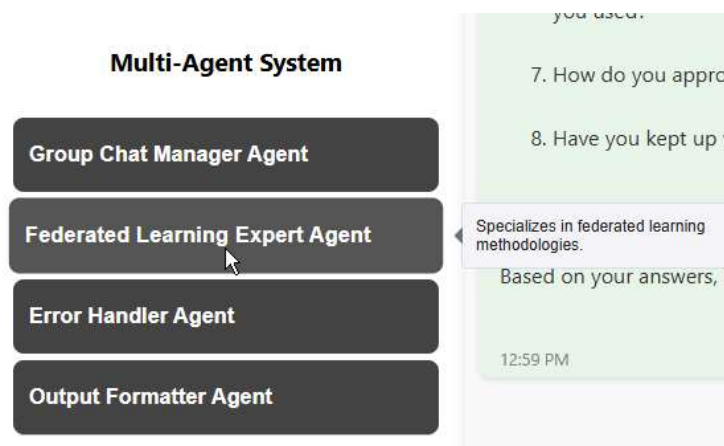 Multi-Agent System
Group Chat Manager Agent
Federated Learning Expert Agent
Error Handler Agent
Output Formatter Agent
you used?
7. How do you appro
8. Have you kept up
Specializes in federated learning
methodologies.
Based on your answers,
12:59 PM